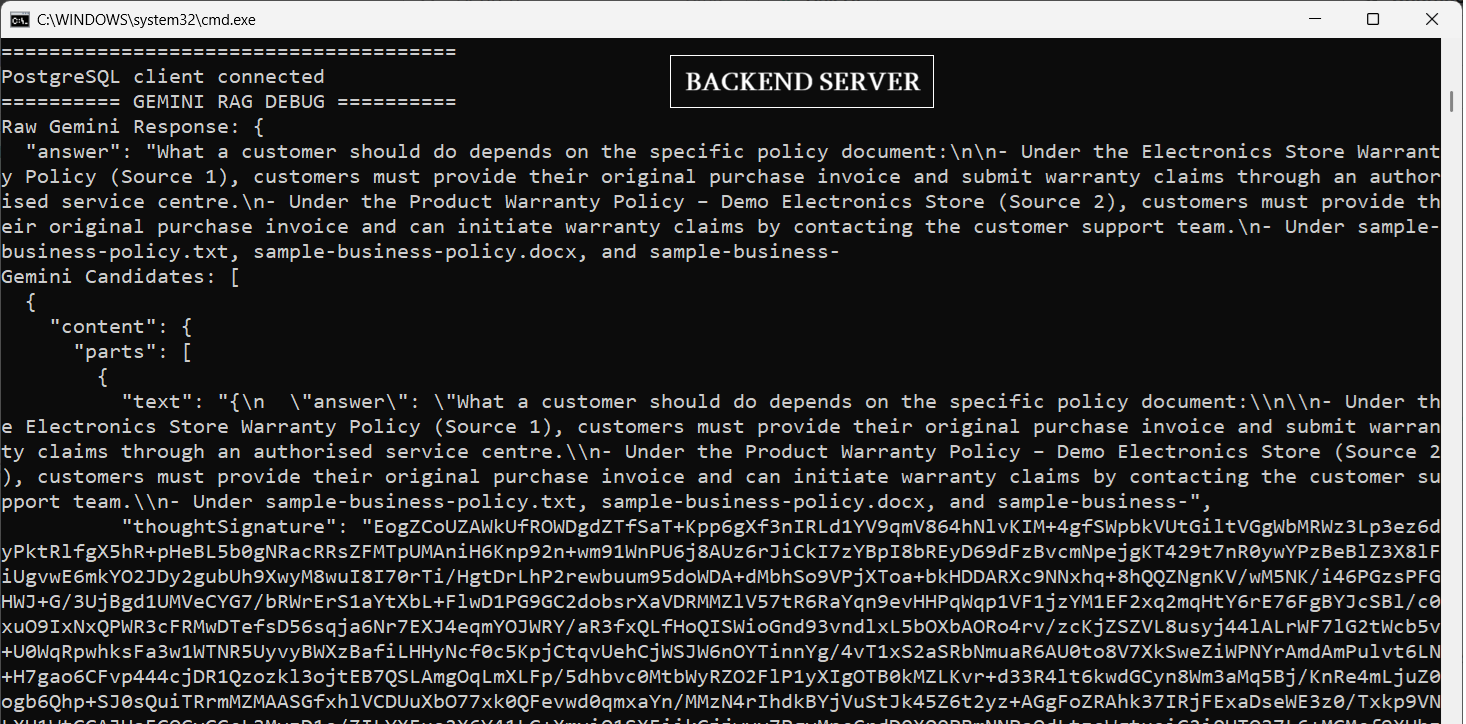 C:\WINDOWS\system32\cmd.exe
======================================
PostgreSQL client connected
BACKEND SERVER
========== GEMINI RAG DEBUG ==========
Raw Gemini Response: {
"answer": "What a customer should do depends on the specific policy document:\n\n- Under the Electronics Store Warrant
y Policy (Source 1), customers must provide their original purchase invoice and submit warranty claims through an author
ised service centre.\n- Under the Product Warranty Policy – Demo Electronics Store (Source 2), customers must provide th
eir original purchase invoice and can initiate warranty claims by contacting the customer support team.\n- Under sample-
business-policy.txt, sample-business-policy.docx, and sample-business-
Gemini Candidates: [
{
"content": {
"parts": [
{
"text": "{\n  \"answer\": \"What a customer should do depends on the specific policy document:\\n\\n- Under th
e Electronics Store Warranty Policy (Source 1), customers must provide their original purchase invoice and submit warran
ty claims through an authorised service centre.\\n- Under the Product Warranty Policy – Demo Electronics Store (Source 2
), customers must provide their original purchase invoice and can initiate warranty claims by contacting the customer su
pport team.\\n- Under sample-business-policy.txt, sample-business-policy.docx, and sample-business-",
"thoughtSignature": "EogZCoUZAWkUfROWDgdZTfSaT+Kpp6gXf3nIRLd1YV9qmV864hNlvKIM+4gfSWpbkVUtGiltVGgWbMRWz3Lp3ez6d
yPktRlfgX5hR+pHeBL5b0gNRacRRsZFMTpUMAniH6Knp92n+wm91WnPU6j8AUz6rJiCkI7zYBpI8bREyD69dFzBvcmNpejgKT429t7nR0ywYPzBeBlZ3X8lF
iUgvwE6mkYO2JDy2gubUh9XwyM8wuI8I70rTi/HgtDrLhP2rewbuum95doWDA+dMbhSo9VPjXToa+bkHDDARXc9NNxhq+8hQQZNgnKV/wM5NK/i46PGzsPFG
HWJ+G/3UjBgd1UMVeCYG7/bRWrErS1aYtXbL+FlwD1PG9GC2dobsrXaVDRMMZlV57tR6RaYqn9evHHPqWqp1VF1jzYM1EF2xq2mqHtY6rE76FgBYJcSBl/c0
xuO9IxNxQPWR3cFRMwDTefsD56sqja6Nr7EXJ4eqmYOJWRY/aR3fxQLfHoQISWioGnd93vndlxL5bOXbAORo4rv/zcKjZSZVL8usyj44lALrWF7lG2tWcb5v
+U0WqRpwhksFa3w1WTNR5UyvyBWXzBafiLHHyNcf0c5KpjCtqvUehCjWSJW6nOYTinnYg/4vT1xS2aSRbNmuaR6AU0to8V7XkSweZiWPNYrAmdAmPulvt6LN
+H7gao6CFvp444cjDR1Qzozkl3ojtEB7QSLAmgOqLmXLFp/5dhbvc0MtbWyRZO2FlP1yXIgOTB0kMZLKvr+d33R4lt6kwdGCyn8Wm3aMq5Bj/KnRe4mLjuZ0
ogb6Qhp+SJ0sQuiTRrmMZMAASGfxhlVCDUuXbO77xk0QFevwd0qmxaYn/MMzN4rIhdkBYjVuStJk45Z6t2yz+AGgFoZRAhk37IRjFExaDseWE3z0/Txkp9VN